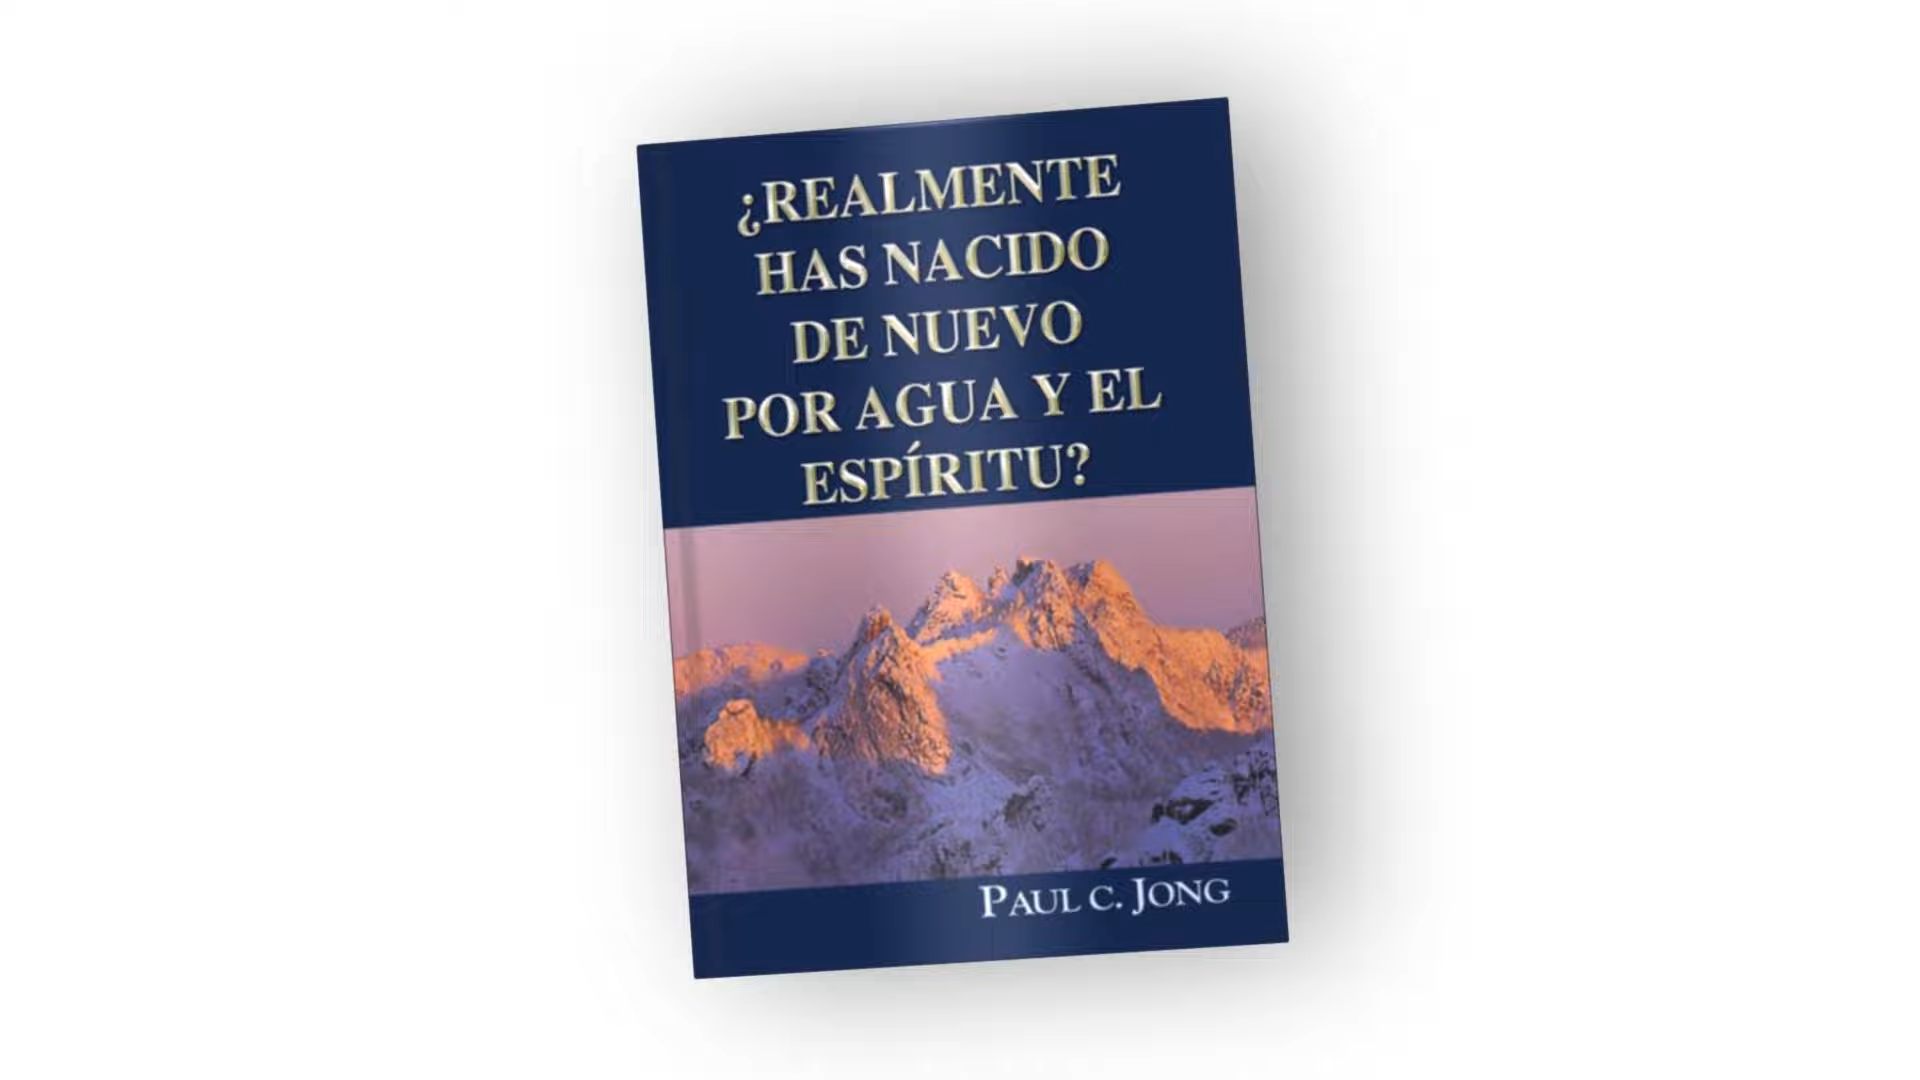 ¿REALMENTE
HAS NACIDO
DE NUEVO
POR AGUA Y EL
ESPÍRITU?
PAUL C. JONG